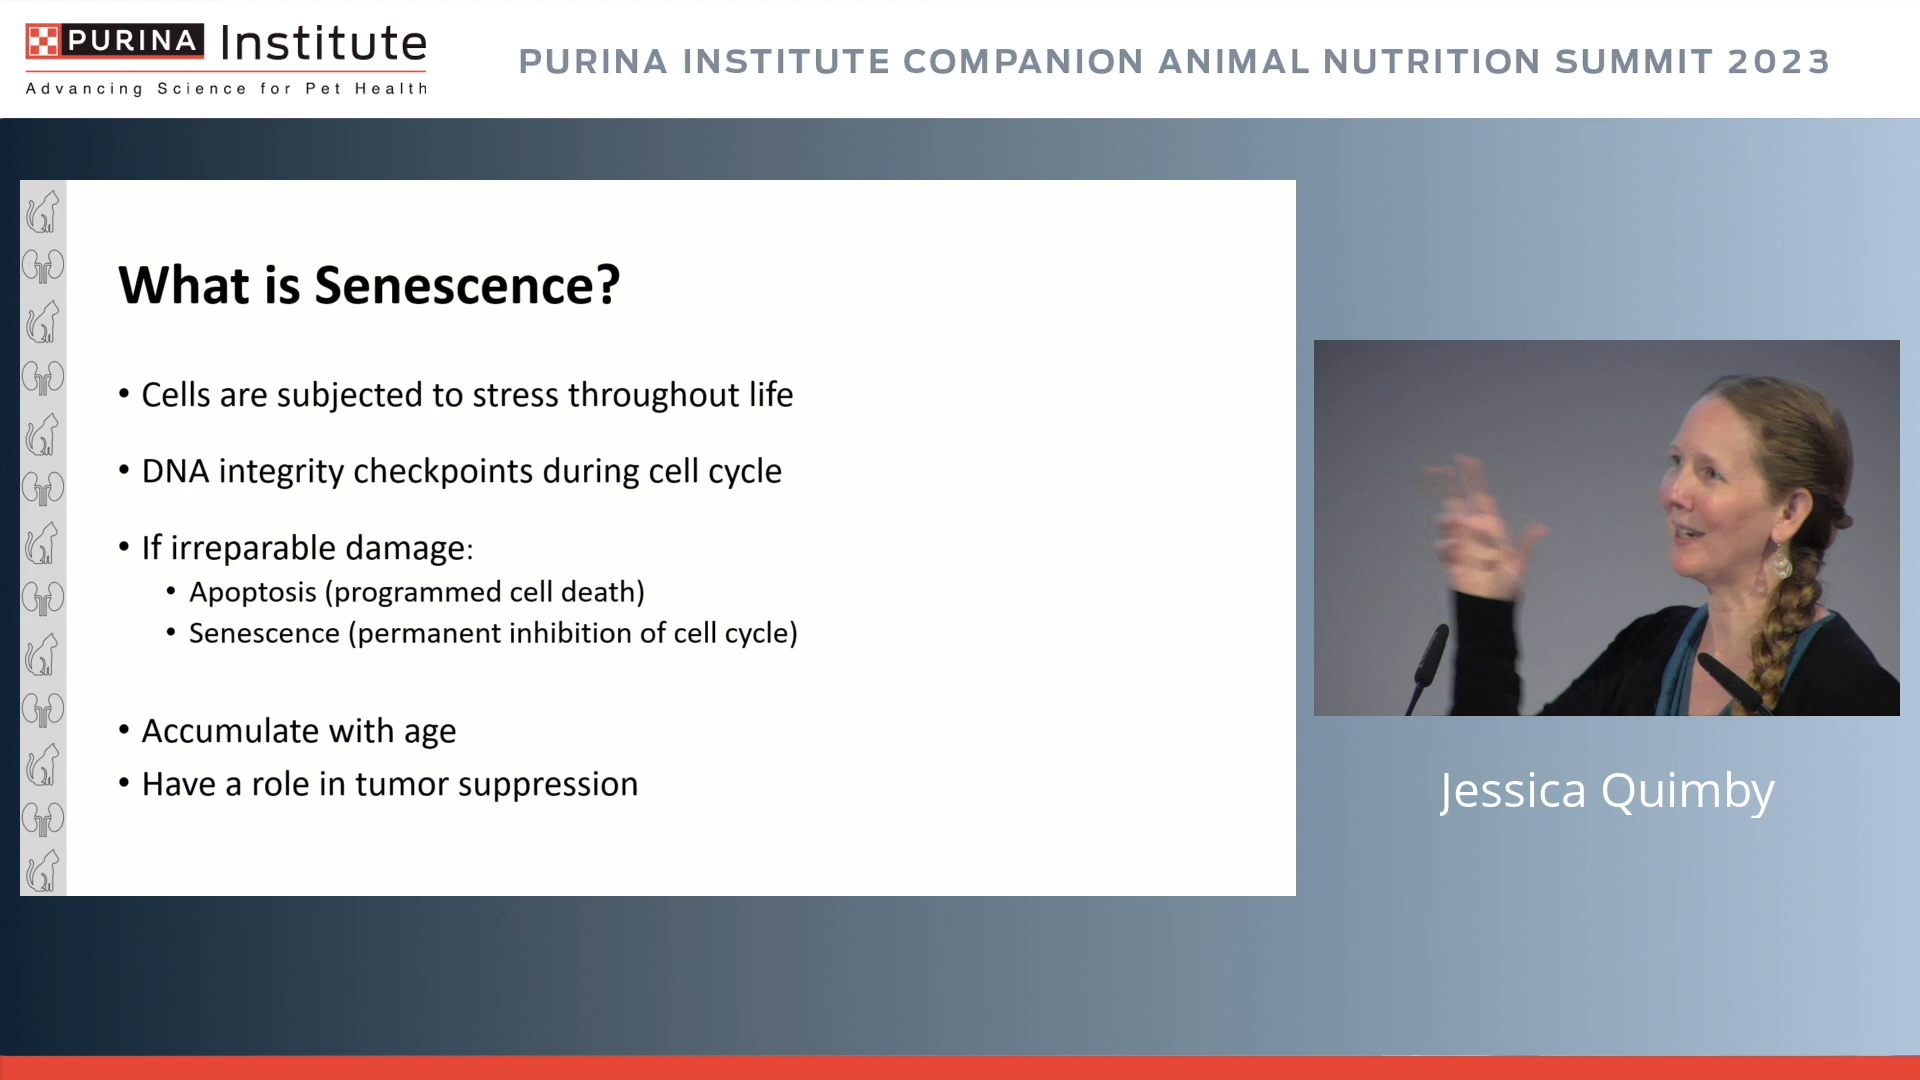 PURINA Institute
Advancing Science for Pet Health
PURINA INSTITUTE COMPANION ANIMAL NUTRITION SUMMIT 2023
What is Senescence?
• Cells are subjected to stress throughout life
• DNA integrity checkpoints during cell cycle
• If irreparable damage:
• Apoptosis (programmed cell death)
• Senescence (permanent inhibition of cell cycle)
• Accumulate with age
• Have a role in tumor suppression
Jessica Quimby